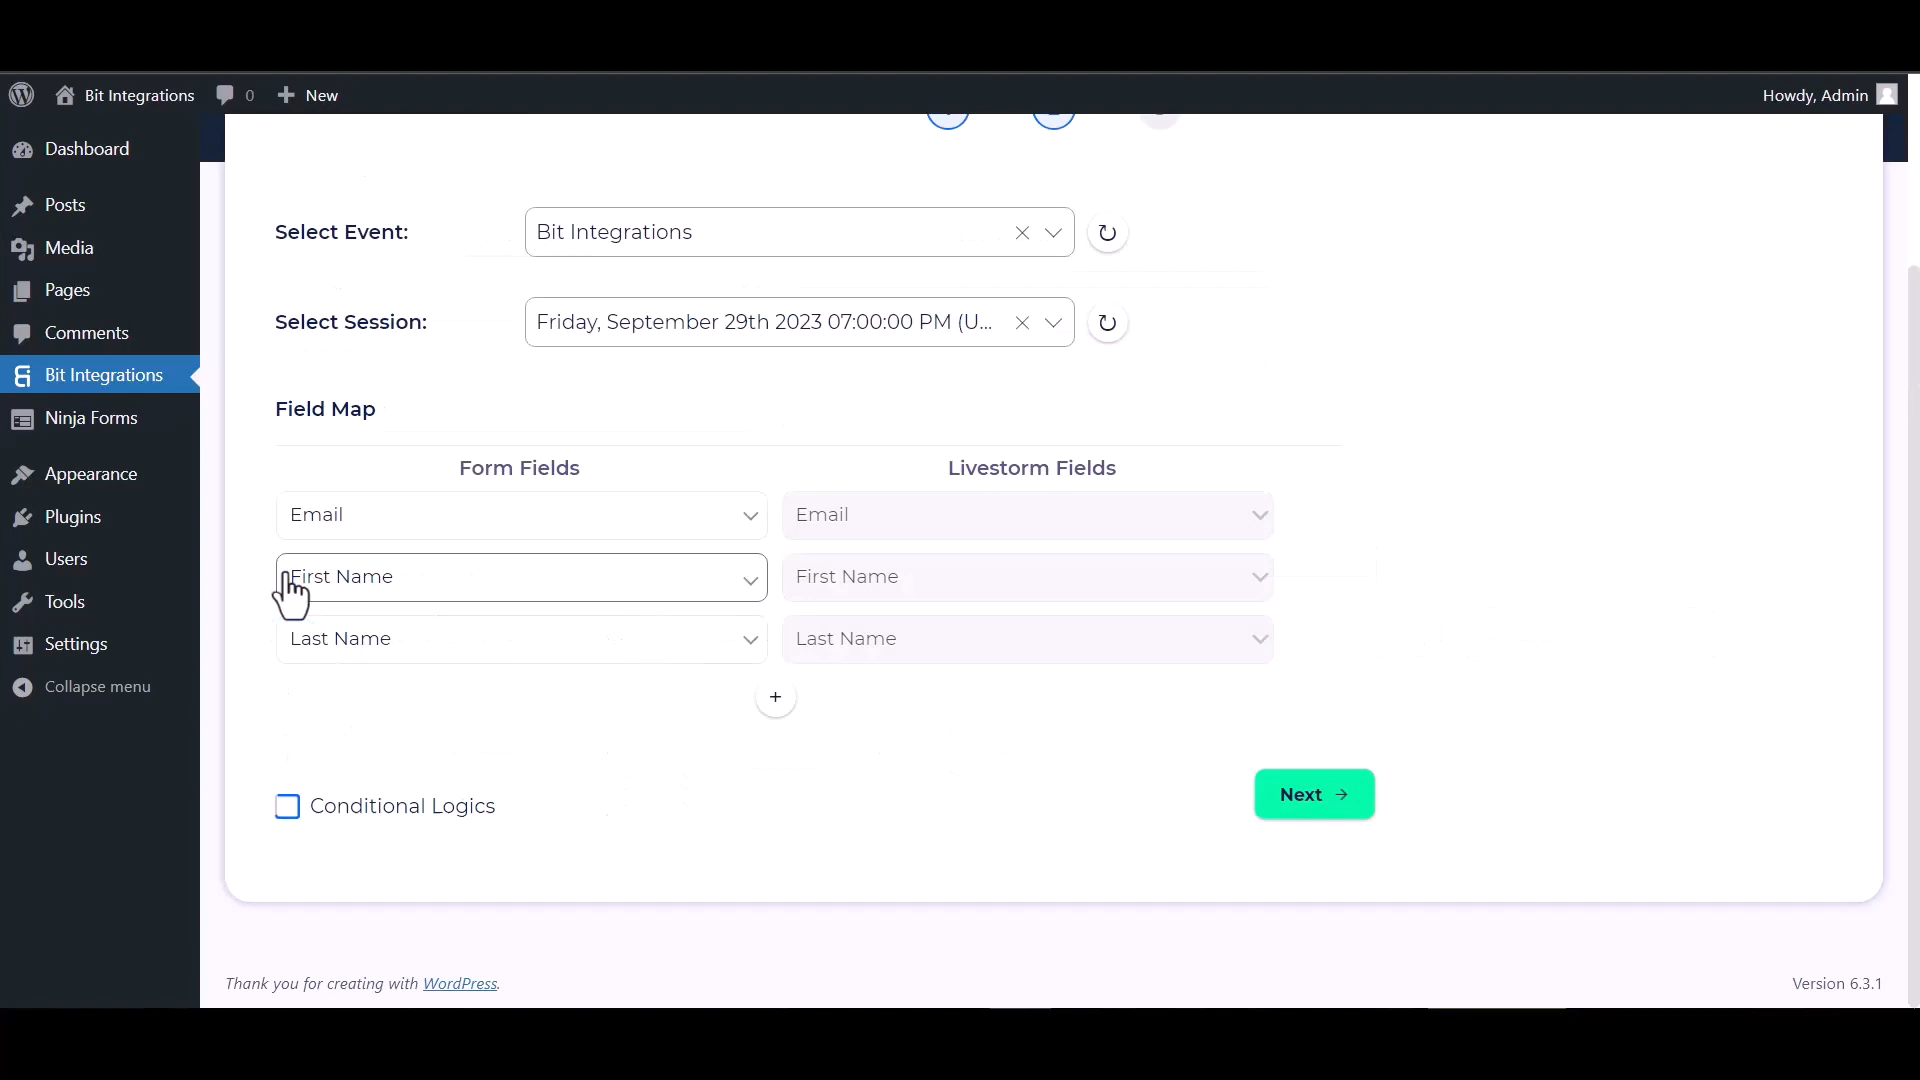 Bit Integrations 0 New Howdy, Admin
Dashboard
Posts
Media
Pages
Comments
Bit Integrations
Ninja Forms
Appearance
Plugins
Users
Tools
Settings
Collapse menu
Select Event: Bit Integrations
Select Session: Friday, September 29th 2023 07:00:00 PM (U...
Field Map
Form Fields Livestorm Fields
Email Email
First Name First Name
Last Name Last Name
+
Conditional Logics
Next →
Thank you for creating with WordPress.
Version 6.3.1